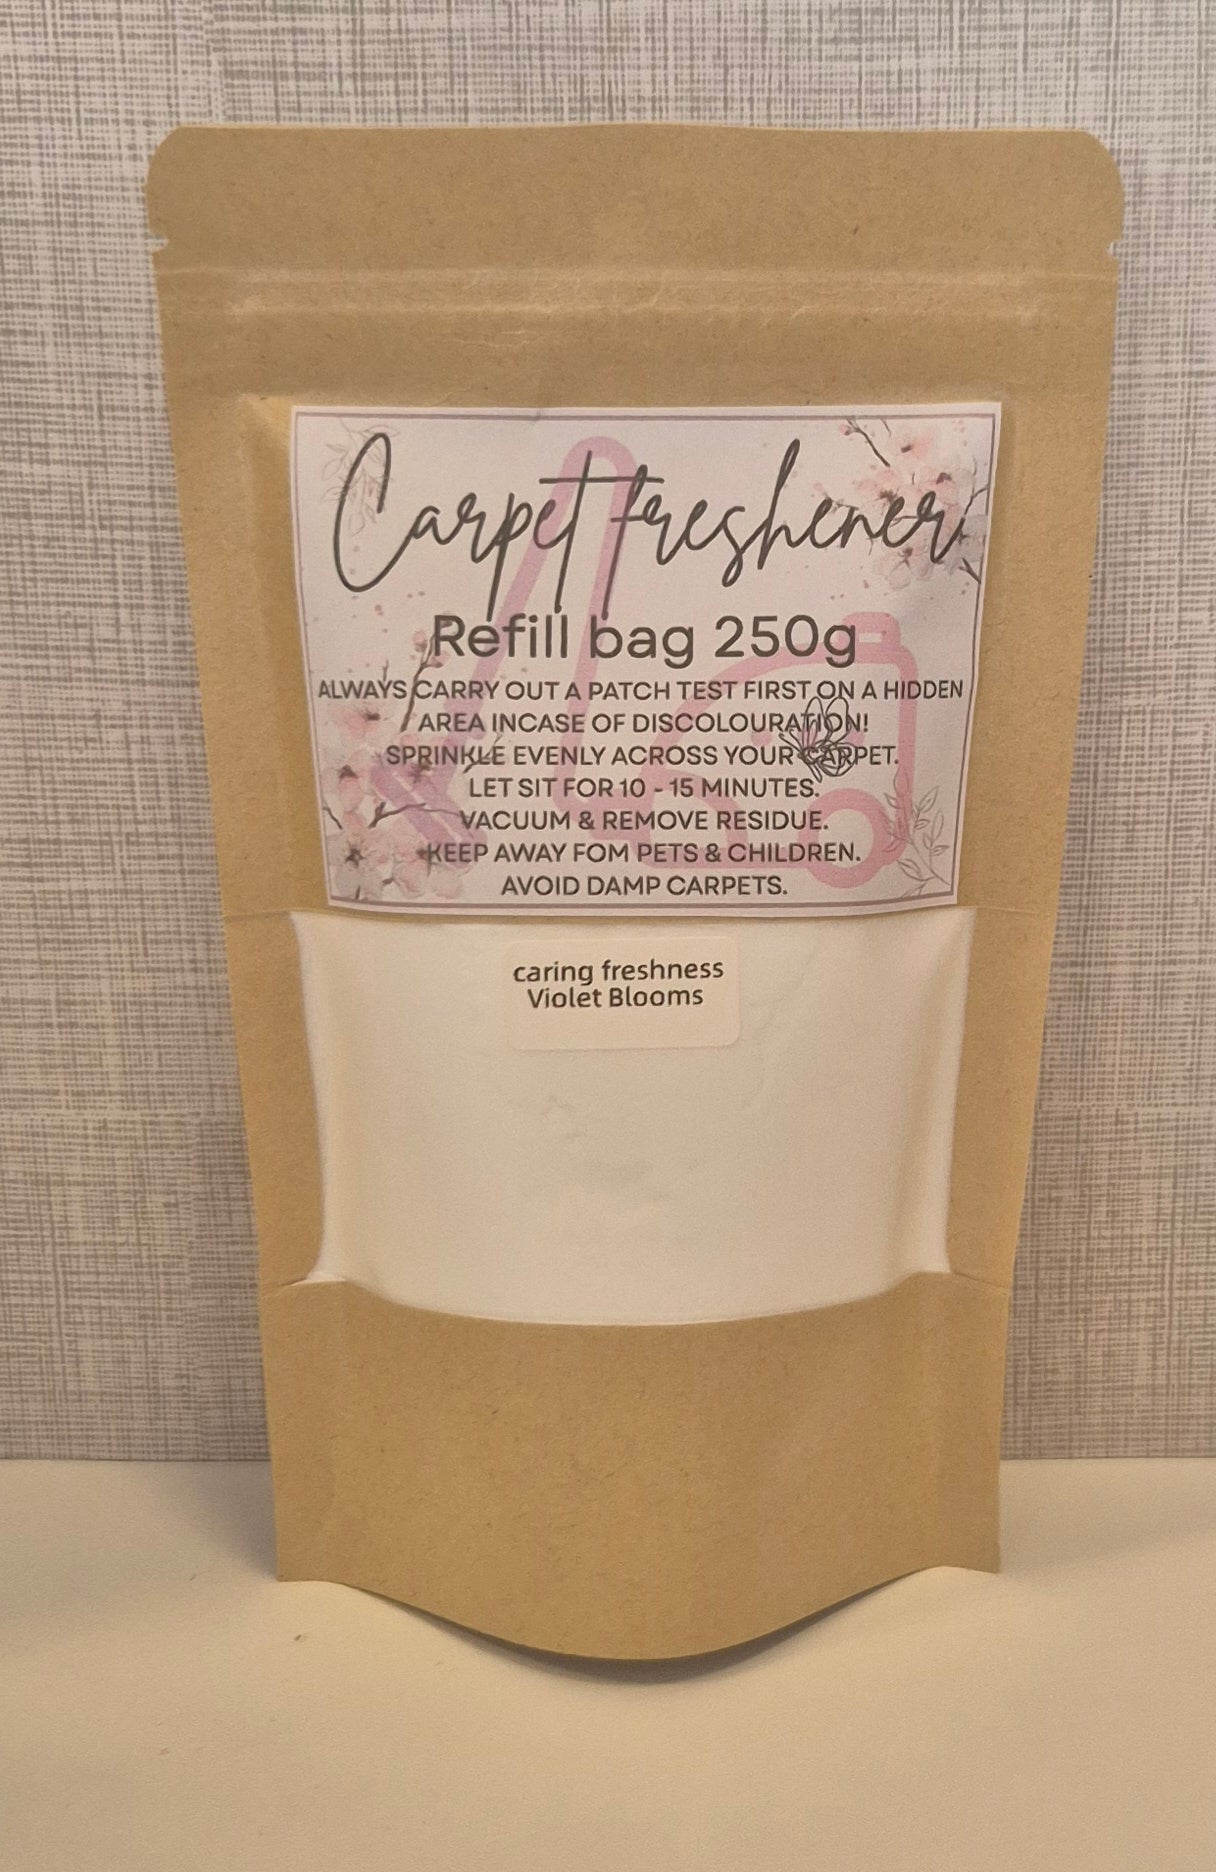 Carpet freshener
Refill bag 250g
ALWAYS CARRY OUT A PATCH TEST FIRST ON A HIDDEN
AREA INCASE OF DISCOLOURATION!
SPRINKLE EVENLY ACROSS YOUR CARPET.
LET SIT FOR 10 - 15 MINUTES.
VACUUM & REMOVE RESIDUE.
KEEP AWAY FOM PETS & CHILDREN.
AVOID DAMP CARPETS.
caring freshness
Violet Blooms